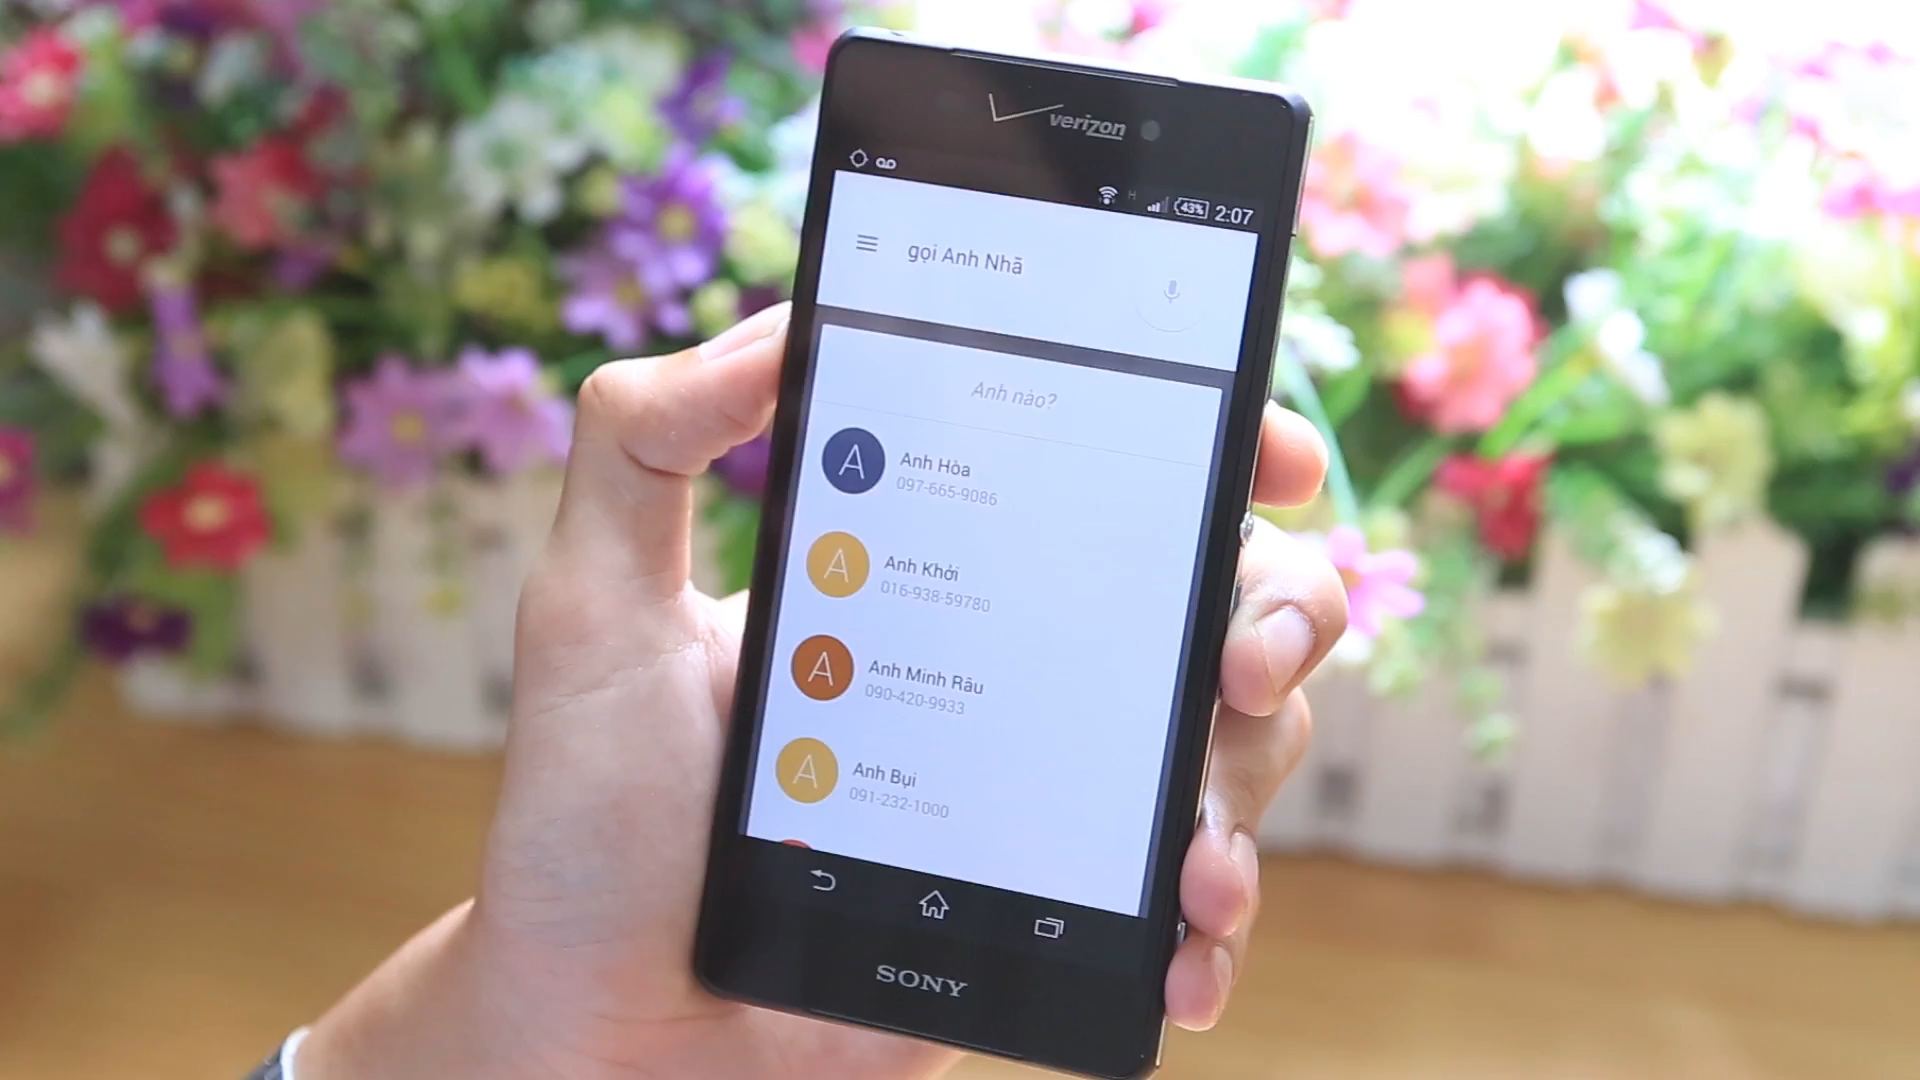 verizon
H 43% 2:07
gọi Anh Nhã
Anh nào?
A
Anh Hòa
097-665-9086
A
Anh Khởi
016-938-59780
A
Anh Minh Râu
090-420-9933
A
Anh Bụi
091-232-1000
SONY